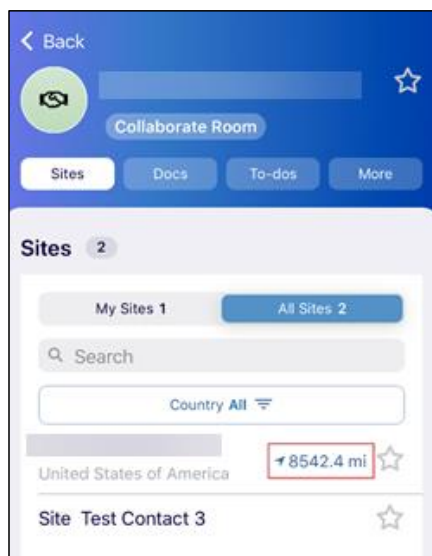 Back
Collaborate Room
Sites Docs To-dos More
Sites 2
My Sites 1 All Sites 2
Search
Country All
8542.4 mi
United States of America
Site Test Contact 3